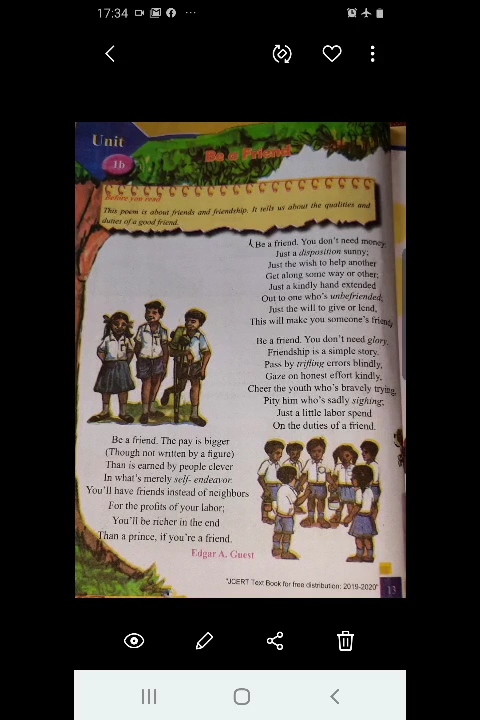 17:34
Unit
1b
Be a Friend
Before you read
This poem is about friends and friendship. It tells us about the qualities and
duties of a good friend.
Be a friend. You don't need money;
Just a disposition sunny;
Just the wish to help another
Get along some way or other;
Just a kindly hand extended
Out to one who's unbefriended;
Just the will to give or lend,
This will make you someone's friend.
Be a friend. You don't need glory.
Friendship is a simple story.
Pass by trifling errors blindly,
Gaze on honest effort kindly,
Cheer the youth who's bravely trying,
Pity him who's sadly sighing;
Just a little labor spend
On the duties of a friend.
Be a friend. The pay is bigger
(Though not written by a figure)
Than is earned by people clever
In what's merely self- endeavor.
You'll have friends instead of neighbors
For the profits of your labor;
You'll be richer in the end
Than a prince, if you're a friend.
Edgar A. Guest
"JCERT Text Book for free distribution: 2019-2020"
13